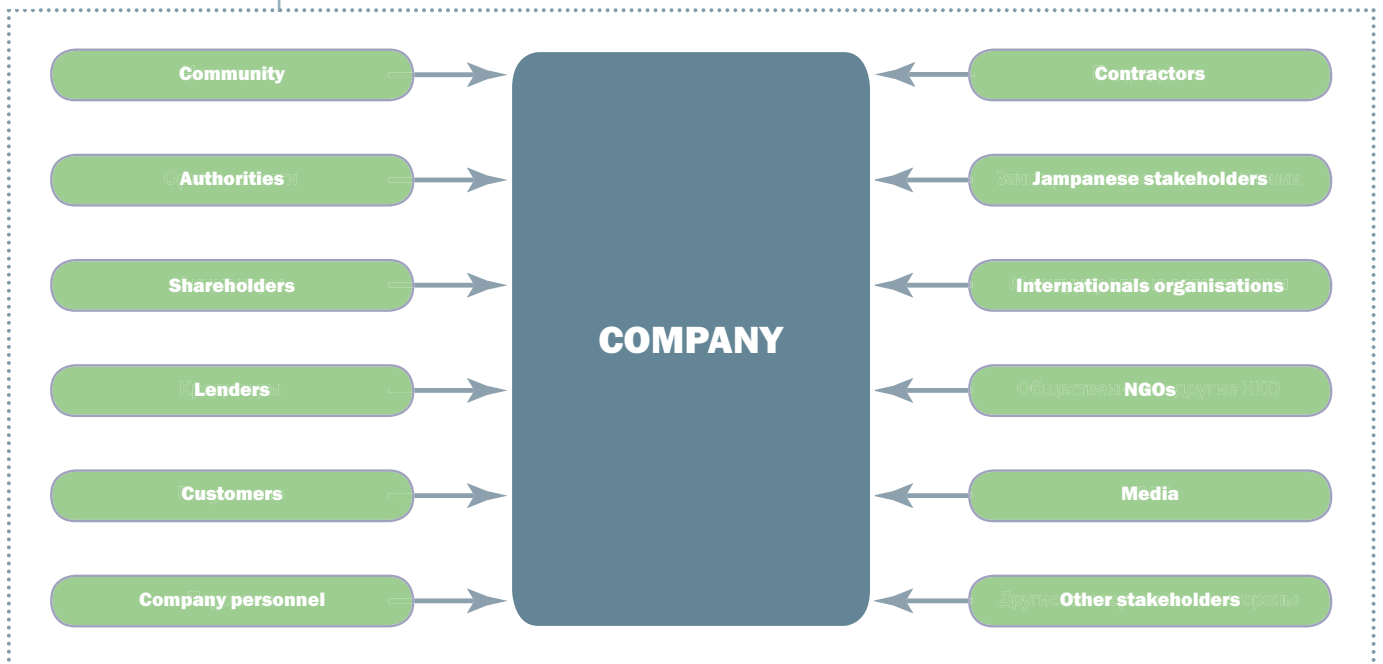 Community
Authorities
Shareholders
Lenders
Customers
Company personnel
COMPANY
Contractors
Jampanese stakeholders
Internationals organisations
NGOs
Media
Other stakeholders